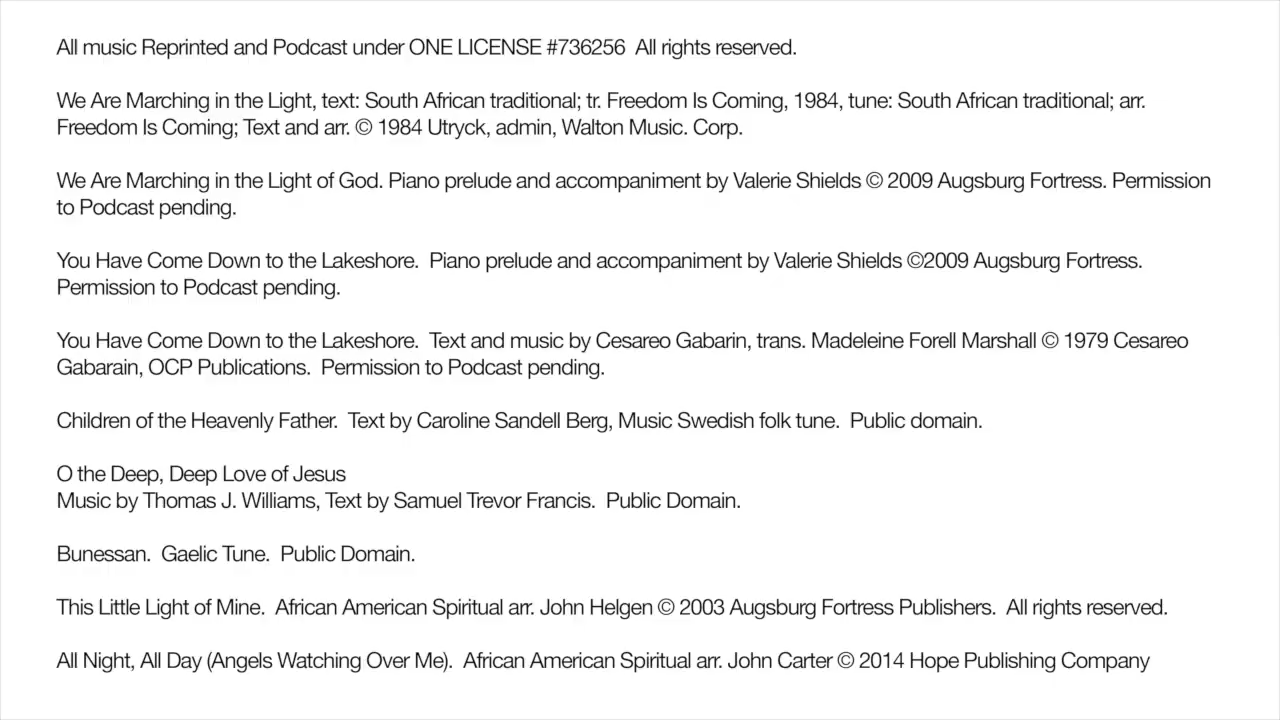 All music Reprinted and Podcast under ONE LICENSE #736256  All rights reserved.
We Are Marching in the Light, text: South African traditional; tr. Freedom Is Coming, 1984, tune: South African traditional; arr.
Freedom Is Coming; Text and arr. © 1984 Utryck, admin, Walton Music. Corp.
We Are Marching in the Light of God. Piano prelude and accompaniment by Valerie Shields © 2009 Augsburg Fortress. Permission
to Podcast pending.
You Have Come Down to the Lakeshore.  Piano prelude and accompaniment by Valerie Shields ©2009 Augsburg Fortress.
Permission to Podcast pending.
You Have Come Down to the Lakeshore.  Text and music by Cesareo Gabarin, trans. Madeleine Forell Marshall © 1979 Cesareo
Gabarain, OCP Publications.  Permission to Podcast pending.
Children of the Heavenly Father.  Text by Caroline Sandell Berg, Music Swedish folk tune.  Public domain.
O the Deep, Deep Love of Jesus
Music by Thomas J. Williams, Text by Samuel Trevor Francis.  Public Domain.
Bunessan.  Gaelic Tune.  Public Domain.
This Little Light of Mine.  African American Spiritual arr. John Helgen © 2003 Augsburg Fortress Publishers.  All rights reserved.
All Night, All Day (Angels Watching Over Me).  African American Spiritual arr. John Carter © 2014 Hope Publishing Company